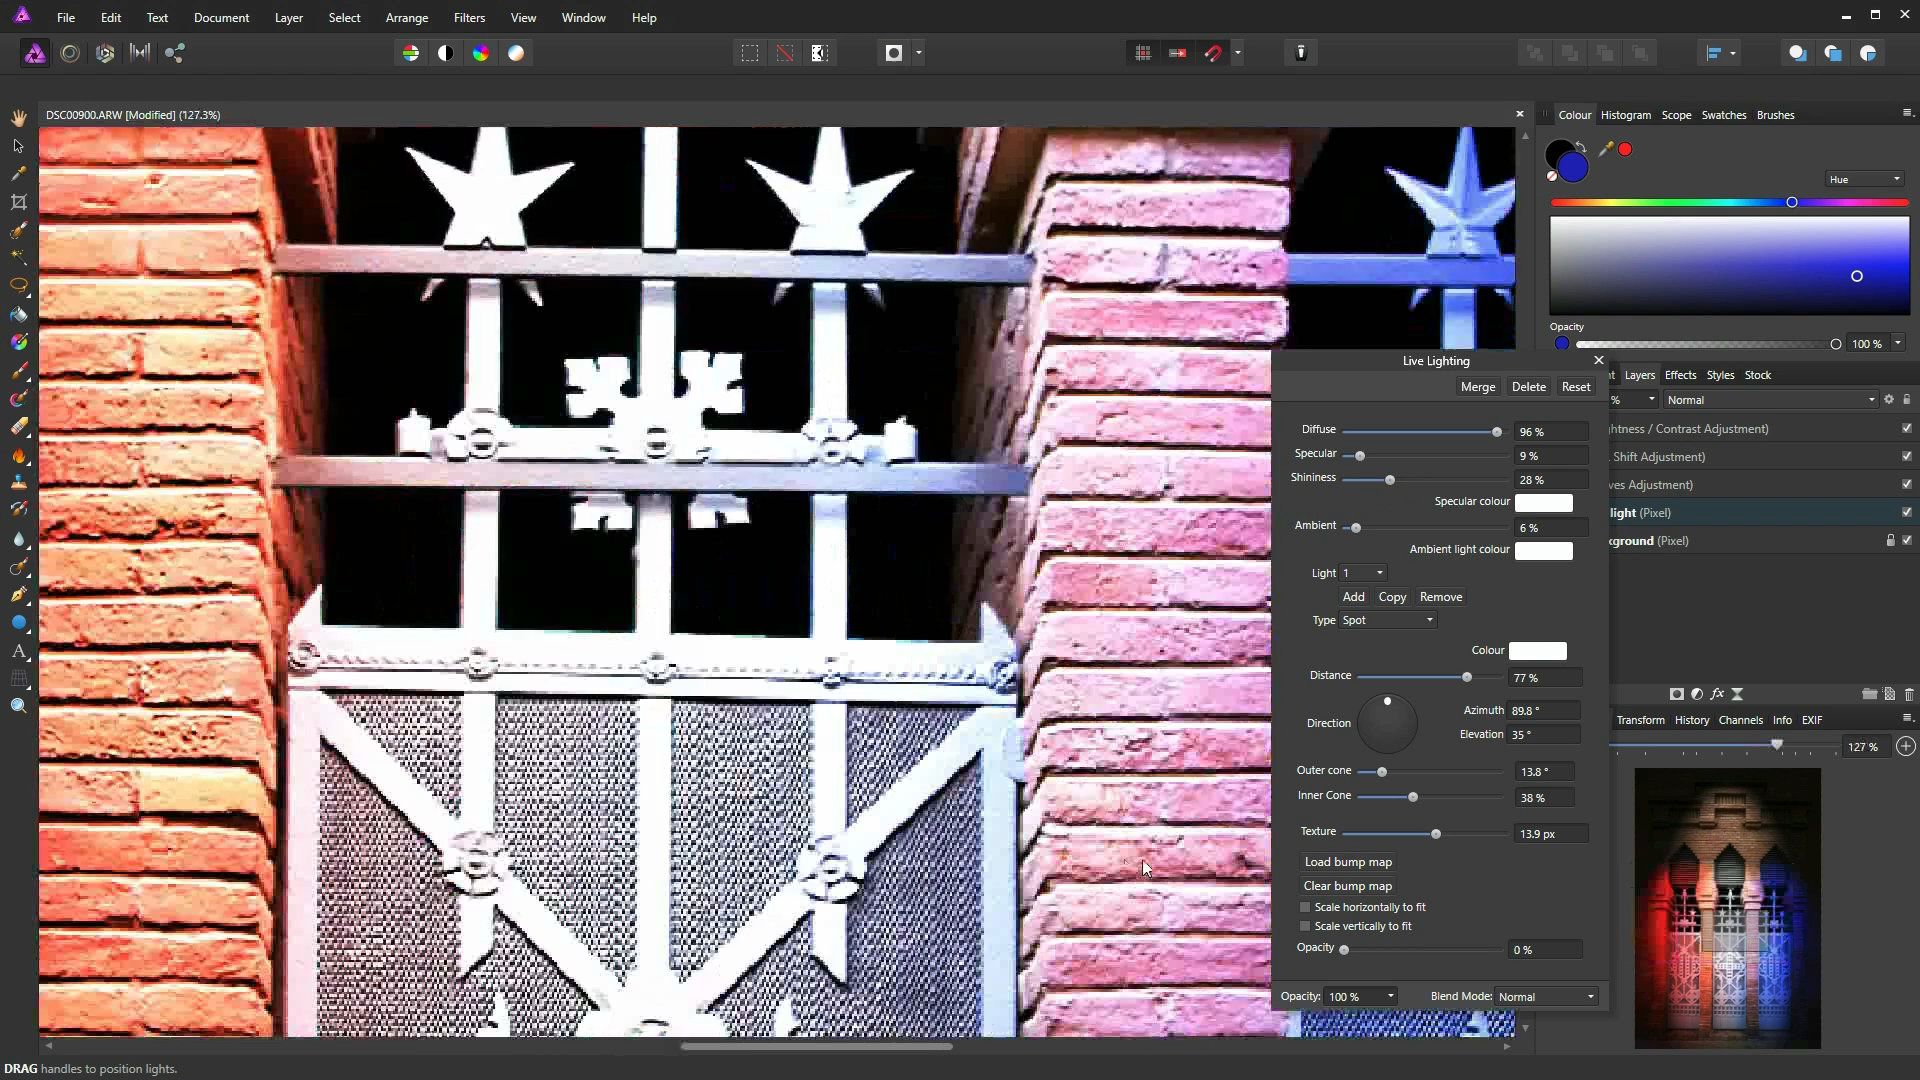 File Edit Text Document Layer Select Arrange Filters View Window Help
DSC00900.ARW [Modified] (127.3%)
Colour Histogram Scope Swatches Brushes
Hue
Opacity
100 %
Live Lighting
Merge Delete Reset
Diffuse 96 %
Specular 9 %
Shininess 28 %
Specular colour
Ambient 6 %
Ambient light colour
Light 1
Add Copy Remove
Type Spot
Colour
Distance 77 %
Direction
Azimuth 89.8 °
Elevation 35 °
Outer cone 13.8 °
Inner Cone 38 %
Texture 13.9 px
Load bump map
Clear bump map
Scale horizontally to fit
Scale vertically to fit
Opacity 0 %
Opacity: 100 % Blend Mode: Normal
t Layers Effects Styles Stock
% Normal
ghtness / Contrast Adjustment)
Shift Adjustment)
ves Adjustment)
light (Pixel)
kground (Pixel)
fx
Transform History Channels Info EXIF
127 %
A
DRAG handles to position lights.